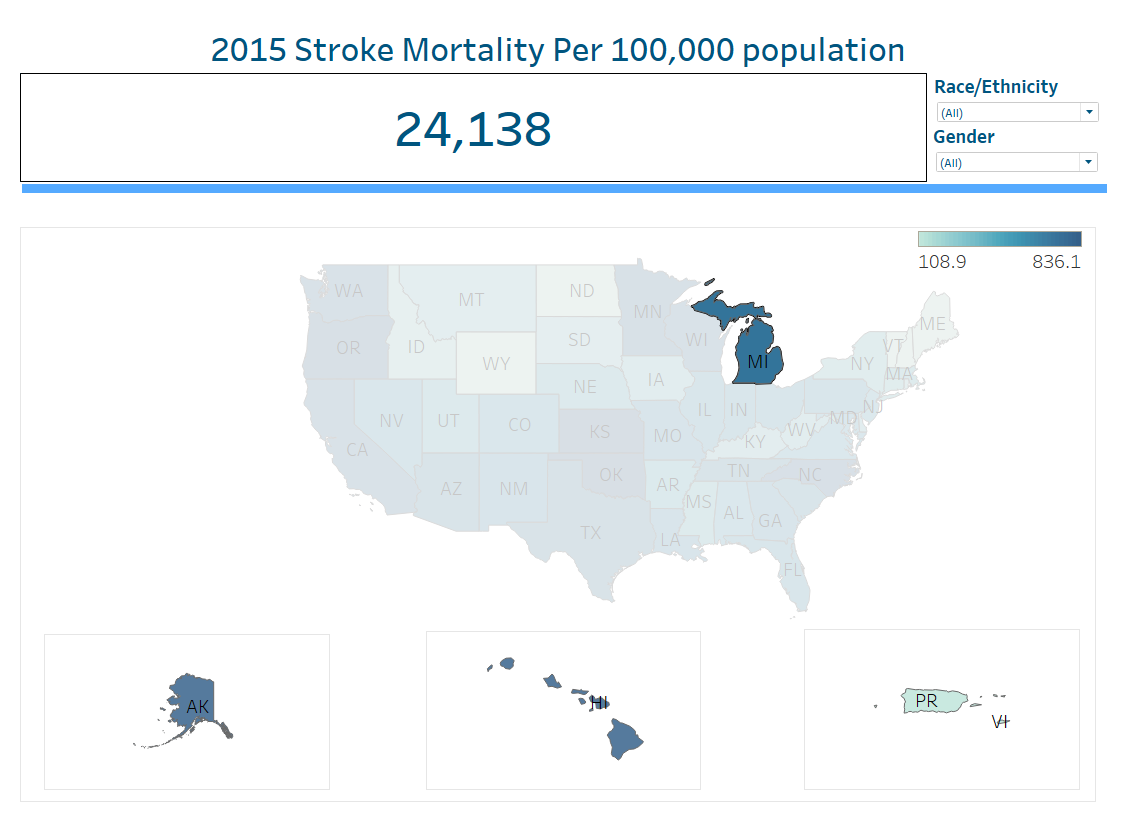 2015 Stroke Mortality Per 100,000 population
24,138
Race/Ethnicity
(All)
Gender
(All)
108.9 836.1
WA
MT
ND
MN
ME
OR
ID
SD
WI
VT
NY
MI
MA
WY
NE
IA
NJ
NV
UT
CO
IL
IN
MD
CA
KS
MO
KY
WV
AZ
NM
OK
AR
TN
NC
MS
AL
GA
TX
LA
FL
AK
HI
PR
VI